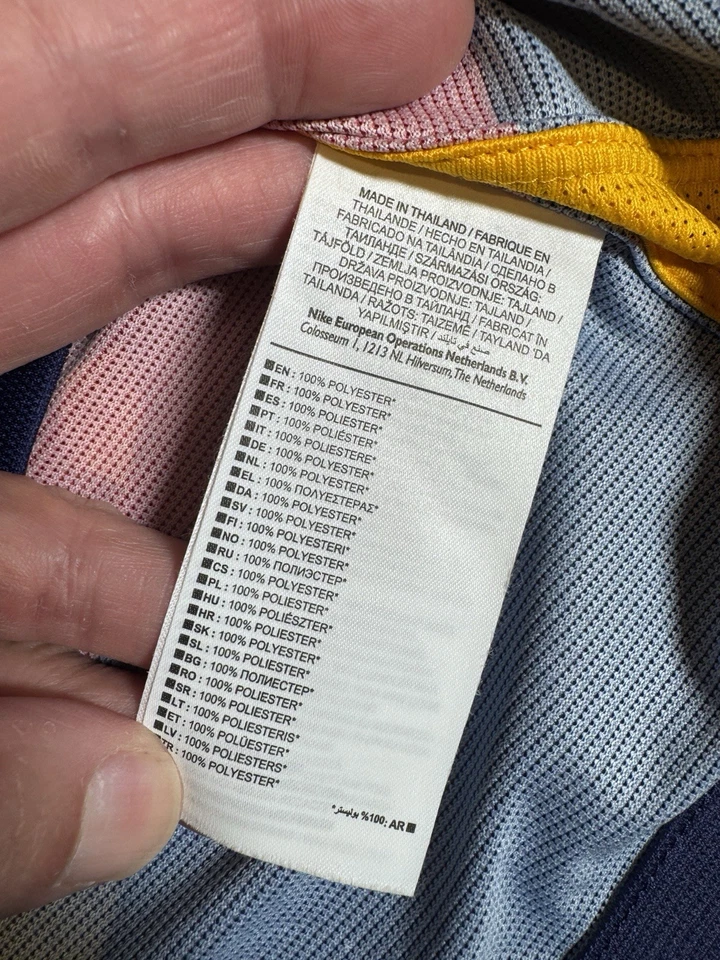 MADE IN THAILAND / FABRIQUE EN
THAILANDE / HECHO EN TAILANDIA /
FABRICADO NA TAILÂNDIA / СДЕЛАНО В
ТАИЛАНДЕ / SZÁRMAZÁSI ORSZÁG:
TÁJFÖLD / ZEMLJA PROIZVODNJE: TAJLAND /
DRŽAVA PROIZVODNJE: TAJLAND /
ПРОИЗВЕДЕНО В ТАЙЛАНД / FABRICAT ÎN
TAILANDA / RAŽOTS: TAIZEMĒ / TAYLAND 'DA
YAPILMIŞTIR / صنع في تايلند
Nike European Operations Netherlands B.V.
Colosseum 1, 1213 NL Hilversum, The Netherlands
EN : 100% POLYESTER*
FR : 100% POLYESTER*
ES : 100% POLYESTER*
PT : 100% POLIÉSTER*
IT : 100% POLIESTERE*
DE : 100% POLYESTER*
NL : 100% POLYESTER*
EL : 100% ΠΟΛΥΕΣΤΕΡΑΣ*
DA : 100% POLYESTER*
SV : 100% POLYESTER*
FI : 100% POLYESTERI*
NO : 100% POLYESTER*
RU : 100% ПОЛИЭСТЕР*
CS : 100% POLYESTER*
PL : 100% POLIESTER*
HU : 100% POLIÉSZTER*
HR : 100% POLIESTER*
SK : 100% POLYESTER*
SL : 100% POLIESTER*
BG : 100% ПОЛИЕСТЕР*
RO : 100% POLIESTER*
SR : 100% POLIESTER*
LT : 100% POLIESTERIS*
ET : 100% POLÜESTER*
LV : 100% POLIESTERS*
TR : 100% POLYESTER*
AR :100% بوليستر*